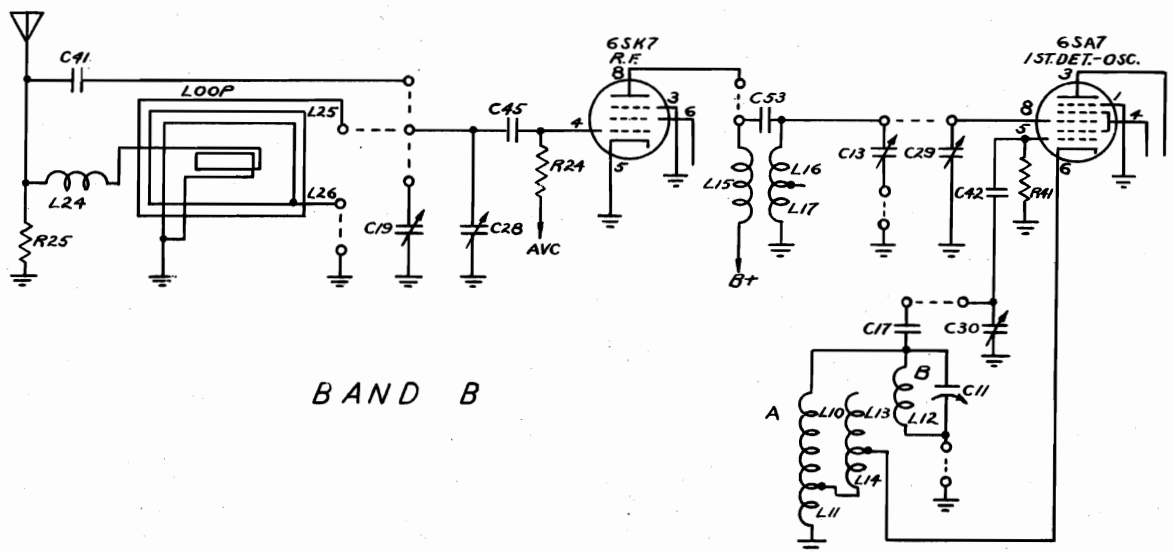 6SK7
R.F.
8
3
6
4
5
6SA7
1ST. DET.-OSC.
3
1
8
4
5
6
C41
LOOP
L25
C45
C53
L24
L26
R24
L15
L16
L17
C13
C29
C42
R41
R25
C19
C28
AVC
B+
C17
C30
BAND B
A
L10
L13
B
L12
C11
L14
L11